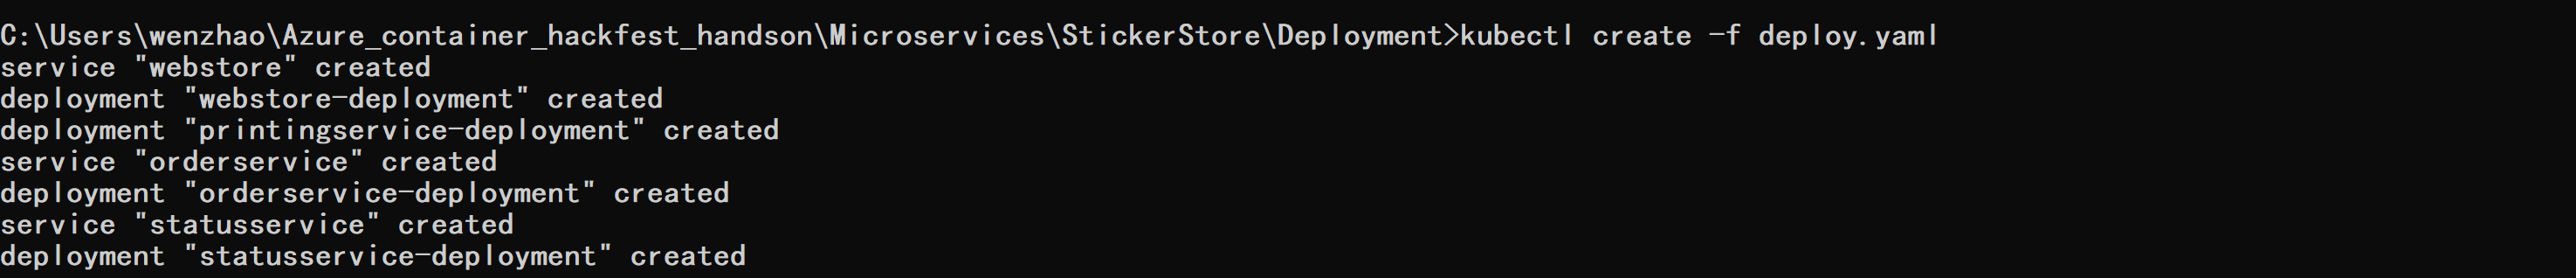 C:\Users\wenzhao\Azure_container_hackfest_handson\Microservices\StickerStore\Deployment>kubectl create -f deploy.yaml
service "webstore" created
deployment "webstore-deployment" created
deployment "printingservice-deployment" created
service "orderservice" created
deployment "orderservice-deployment" created
service "statusservice" created
deployment "statusservice-deployment" created